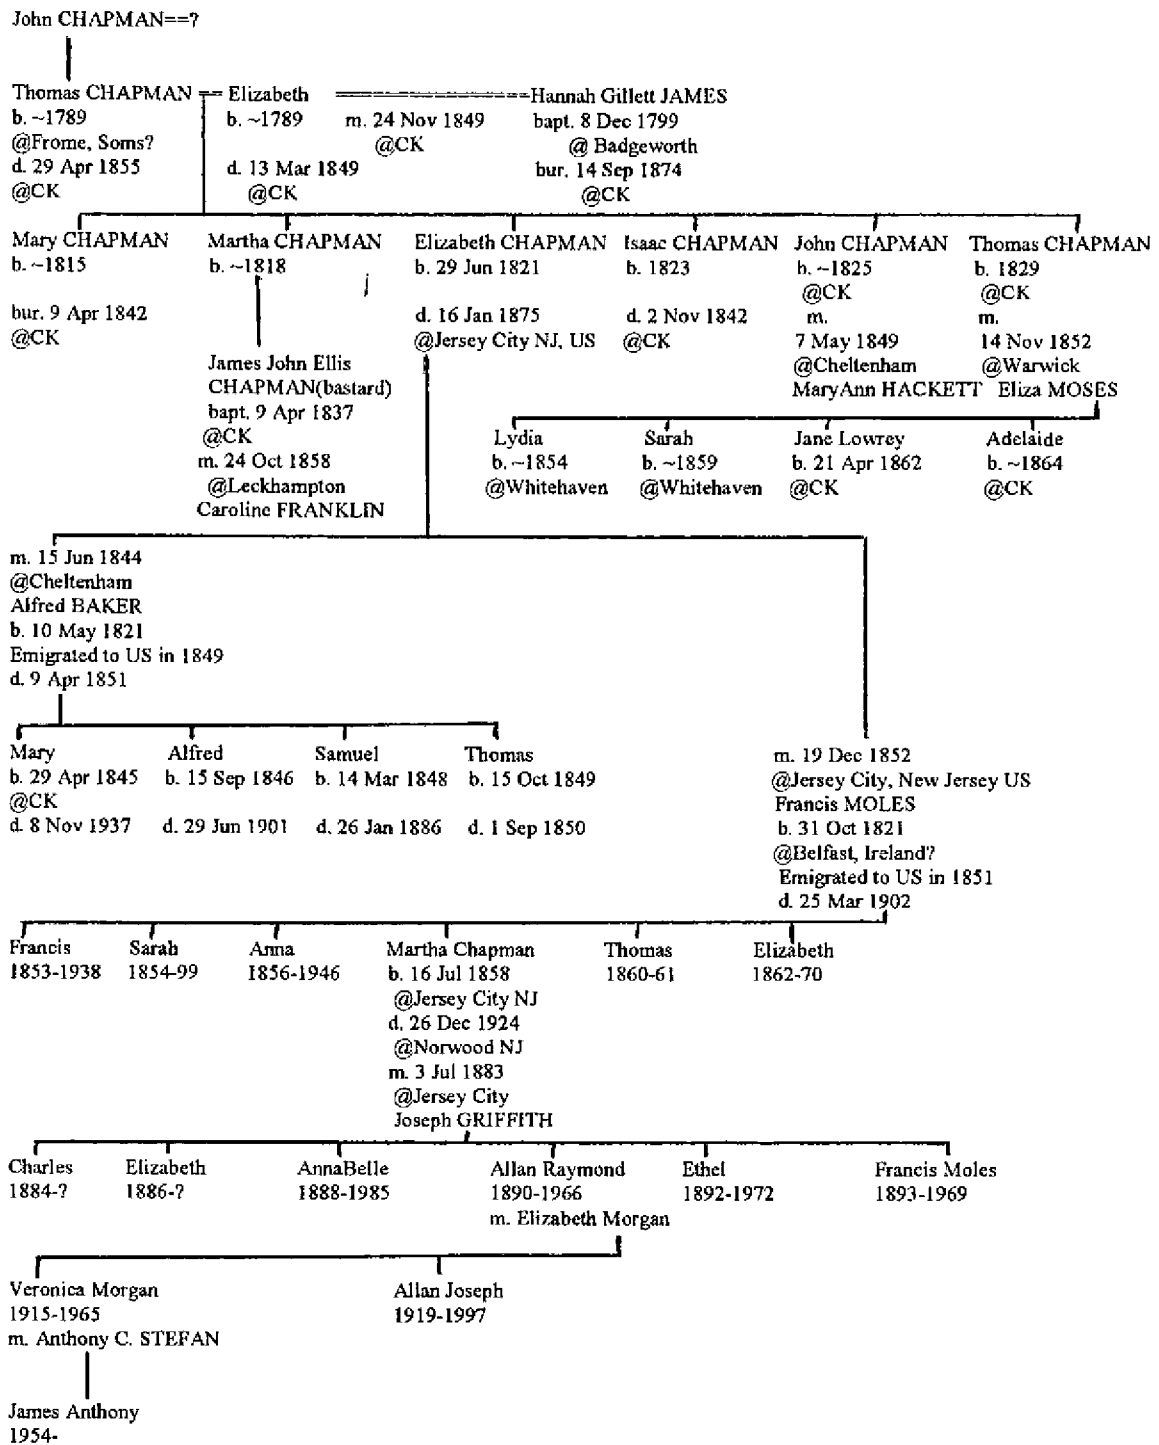 John CHAPMAN==?
Thomas CHAPMAN == Elizabeth ================Hannah Gillett JAMES
b. ~1789 b. ~1789 m. 24 Nov 1849 bapt. 8 Dec 1799
@Frome, Soms? @CK @ Badgeworth
d. 29 Apr 1855 d. 13 Mar 1849 bur. 14 Sep 1874
@CK @CK @CK
Mary CHAPMAN
b. ~1815
bur. 9 Apr 1842
@CK
Martha CHAPMAN
b. ~1818
James John Ellis
CHAPMAN(bastard)
bapt. 9 Apr 1837
@CK
m. 24 Oct 1858
@Leckhampton
Caroline FRANKLIN
Elizabeth CHAPMAN
b. 29 Jun 1821
d. 16 Jan 1875
@Jersey City NJ, US
Isaac CHAPMAN
b. 1823
d. 2 Nov 1842
@CK
John CHAPMAN
b. ~1825
@CK
m.
7 May 1849
@Cheltenham
MaryAnn HACKETT
Thomas CHAPMAN
b. 1829
@CK
m.
14 Nov 1852
@Warwick
Eliza MOSES
Lydia
b. ~1854
@Whitehaven
Sarah
b. ~1859
@Whitehaven
Jane Lowrey
b. 21 Apr 1862
@CK
Adelaide
b. ~1864
@CK
m. 15 Jun 1844
@Cheltenham
Alfred BAKER
b. 10 May 1821
Emigrated to US in 1849
d. 9 Apr 1851
Mary
b. 29 Apr 1845
@CK
d. 8 Nov 1937
Alfred
b. 15 Sep 1846
d. 29 Jun 1901
Samuel
b. 14 Mar 1848
d. 26 Jan 1886
Thomas
b. 15 Oct 1849
d. 1 Sep 1850
m. 19 Dec 1852
@Jersey City, New Jersey US
Francis MOLES
b. 31 Oct 1821
@Belfast, Ireland?
Emigrated to US in 1851
d. 25 Mar 1902
Francis
1853-1938
Sarah
1854-99
Anna
1856-1946
Martha Chapman
b. 16 Jul 1858
@Jersey City NJ
d. 26 Dec 1924
@Norwood NJ
m. 3 Jul 1883
@Jersey City
Joseph GRIFFITH
Thomas
1860-61
Elizabeth
1862-70
Charles
1884-?
Elizabeth
1886-?
AnnaBelle
1888-1985
Allan Raymond
1890-1966
m. Elizabeth Morgan
Ethel
1892-1972
Francis Moles
1893-1969
Veronica Morgan
1915-1965
m. Anthony C. STEFAN
Allan Joseph
1919-1997
James Anthony
1954-